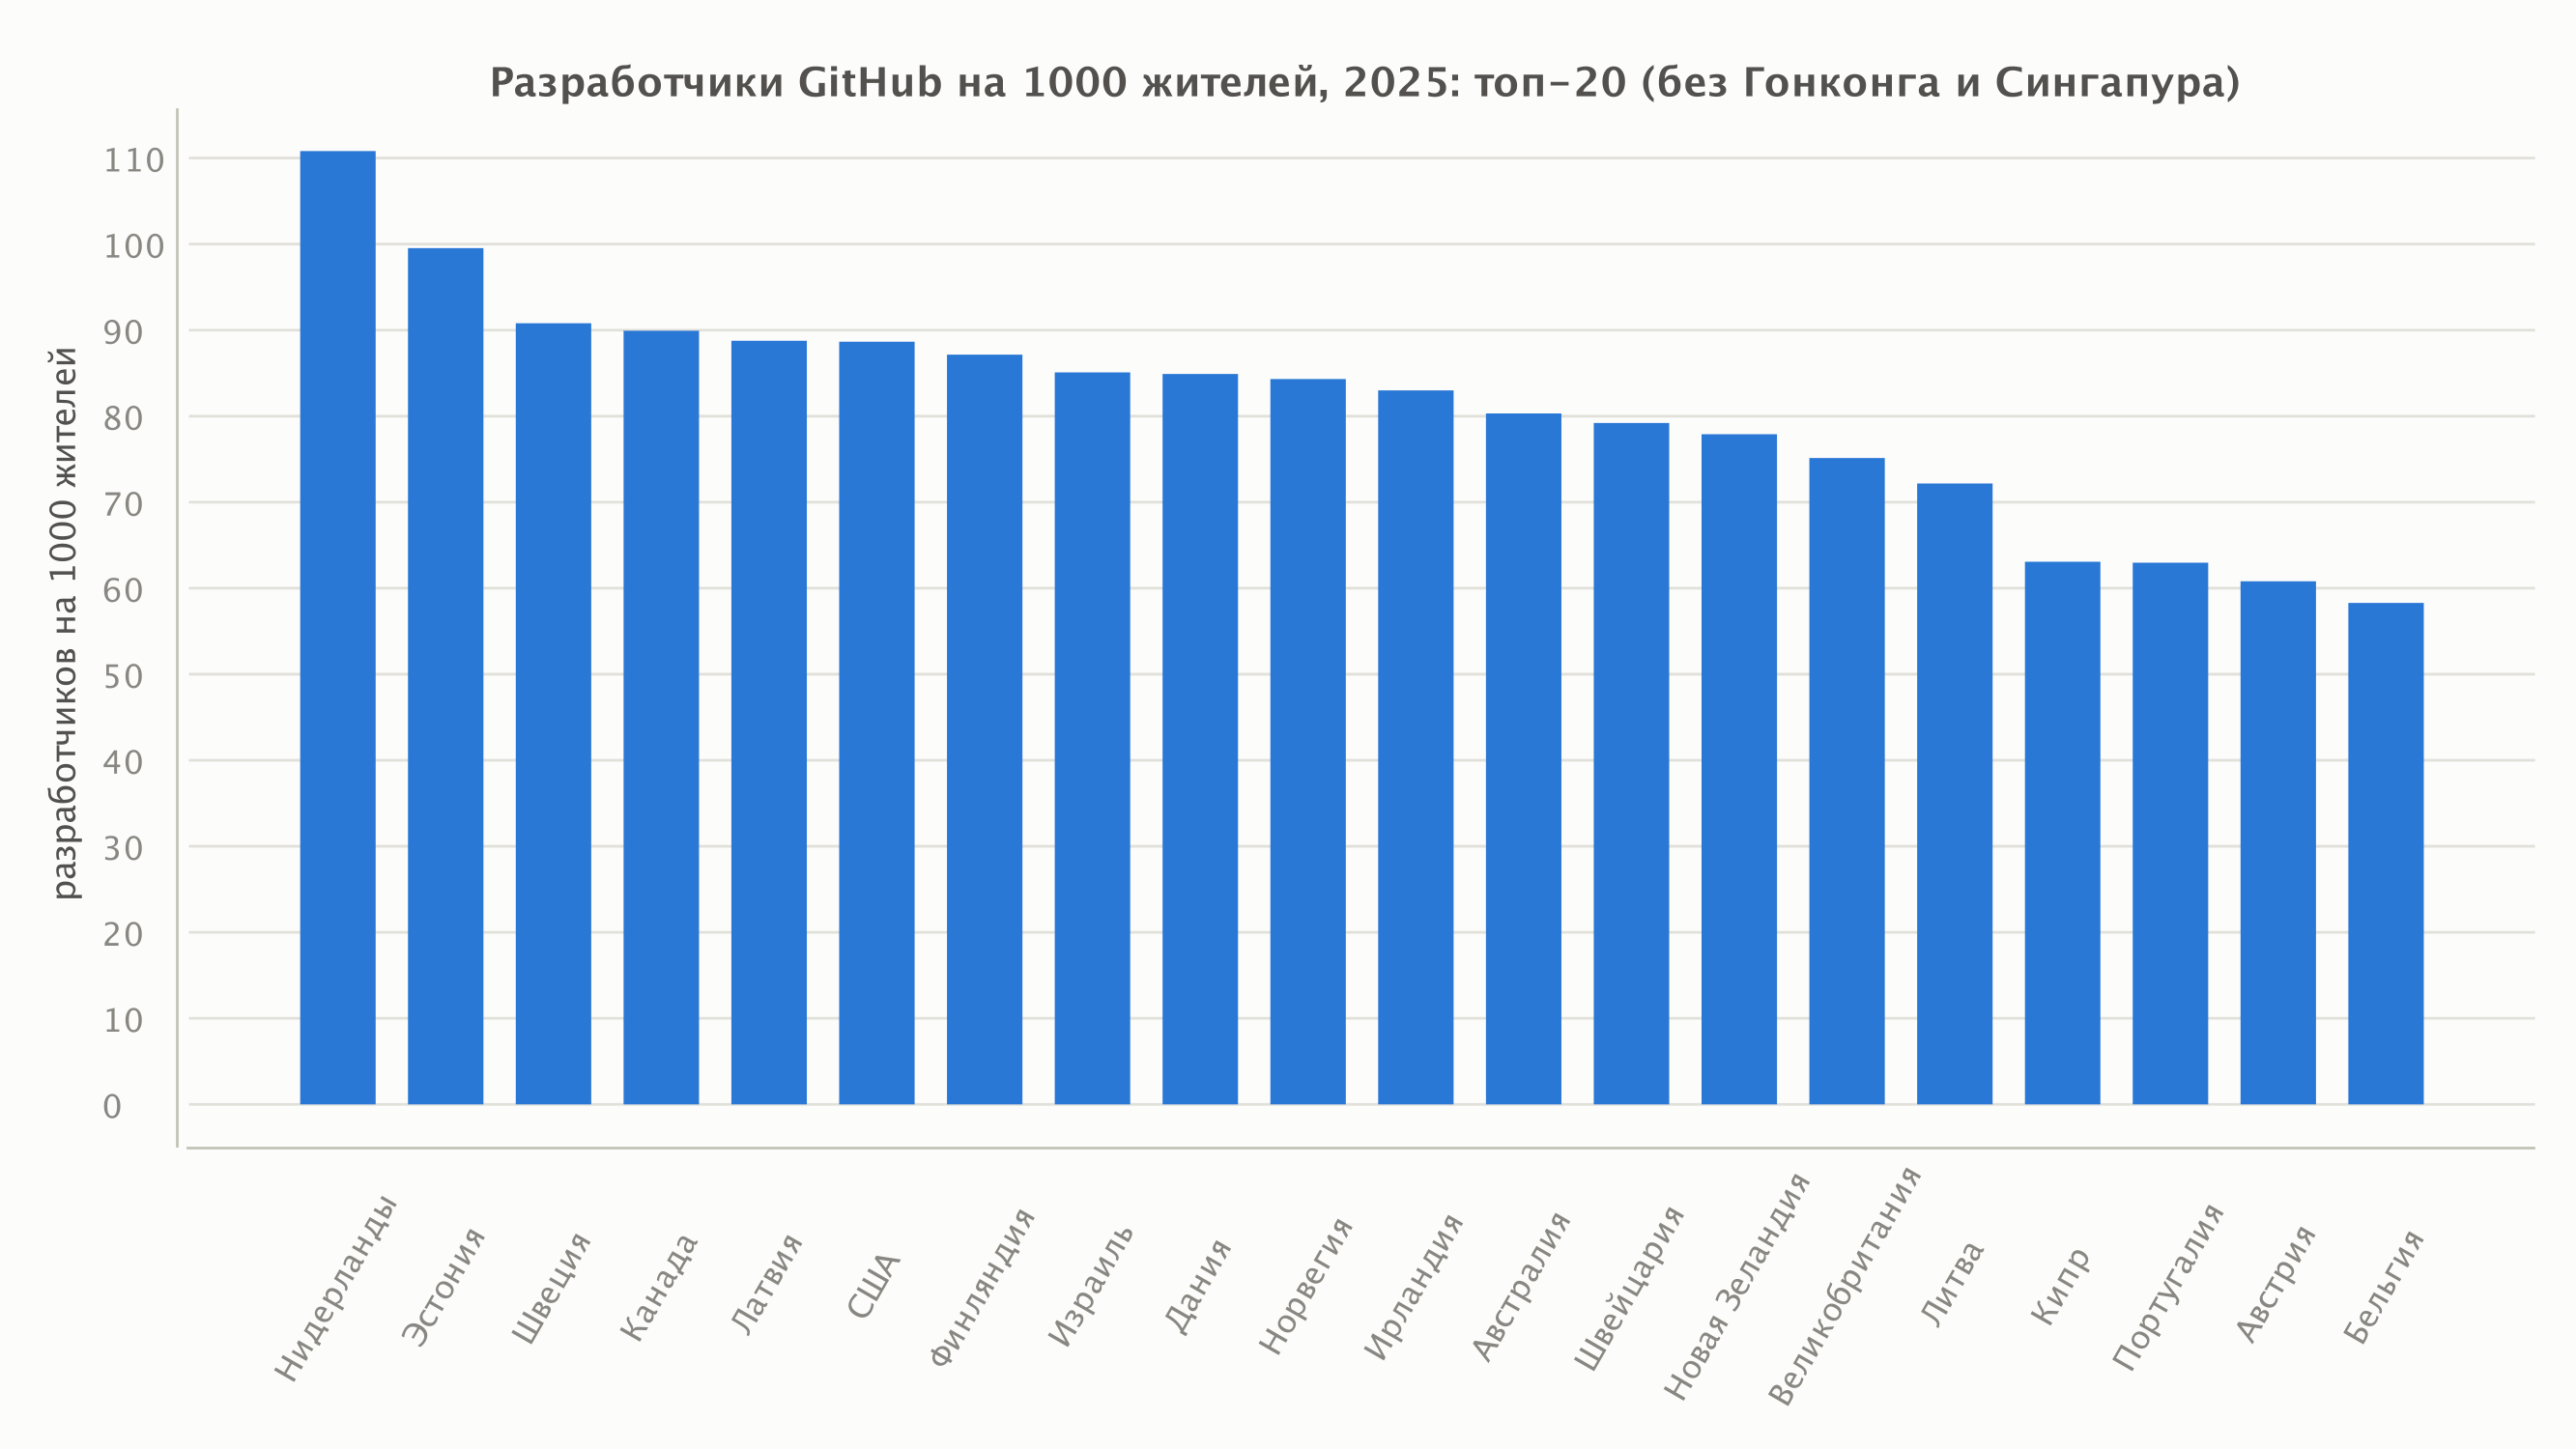 Разработчики GitHub на 1000 жителей, 2025: топ-20 (без Гонконга и Сингапура)
разработчиков на 1000 жителей
110
100
90
80
70
60
50
40
30
20
10
0
Нидерланды
Эстония
Швеция
Канада
Латвия
США
Финляндия
Израиль
Дания
Норвегия
Ирландия
Австралия
Швейцария
Новая Зеландия
Великобритания
Литва
Кипр
Португалия
Австрия
Бельгия